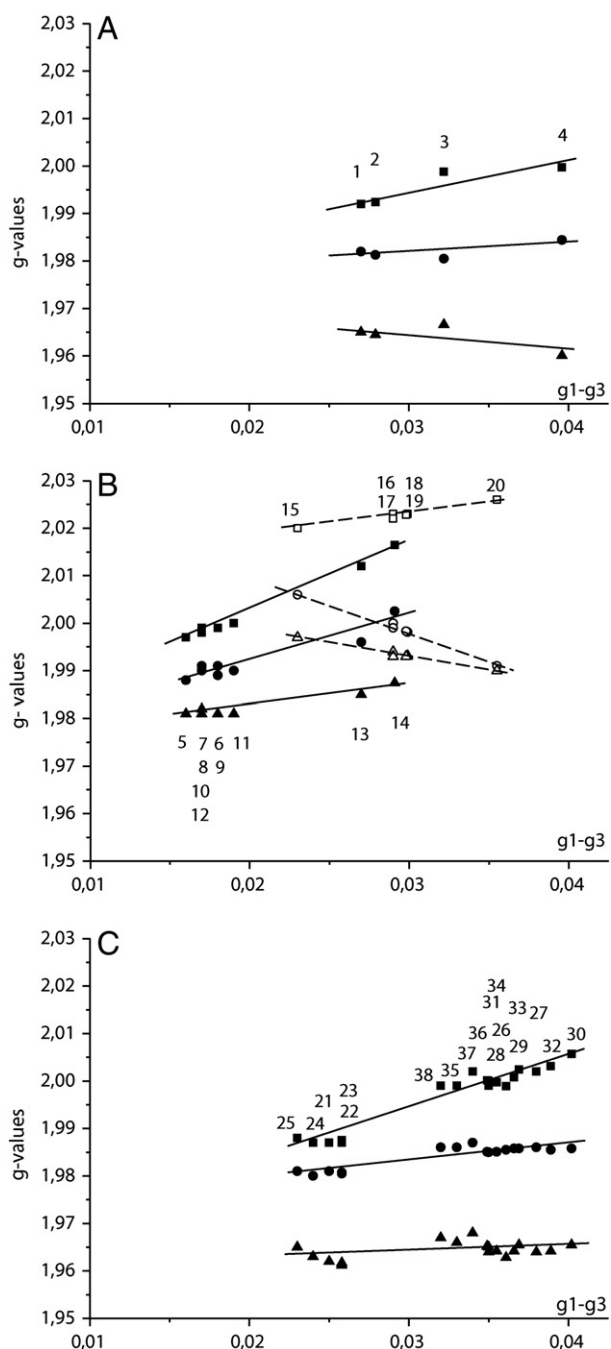 A
2,03
2,02
2,01
2,00
1,99
1,98
1,97
1,96
1,95
g-values
1 2 3 4
g1-g3
0,01 0,02 0,03 0,04
B
2,03
2,02
2,01
2,00
1,99
1,98
1,97
1,96
1,95
g- values
15 16 18 20
17 19
5 7 6 11 13 14
8 9
10
12
g1-g3
0,01 0,02 0,03 0,04
C
2,03
2,02
2,01
2,00
1,99
1,98
1,97
1,96
1,95
g-values
34
31 33 27
36 26 30
37 28 29 32
38 35
21 23
25 24 22
g1-g3
0,01 0,02 0,03 0,04